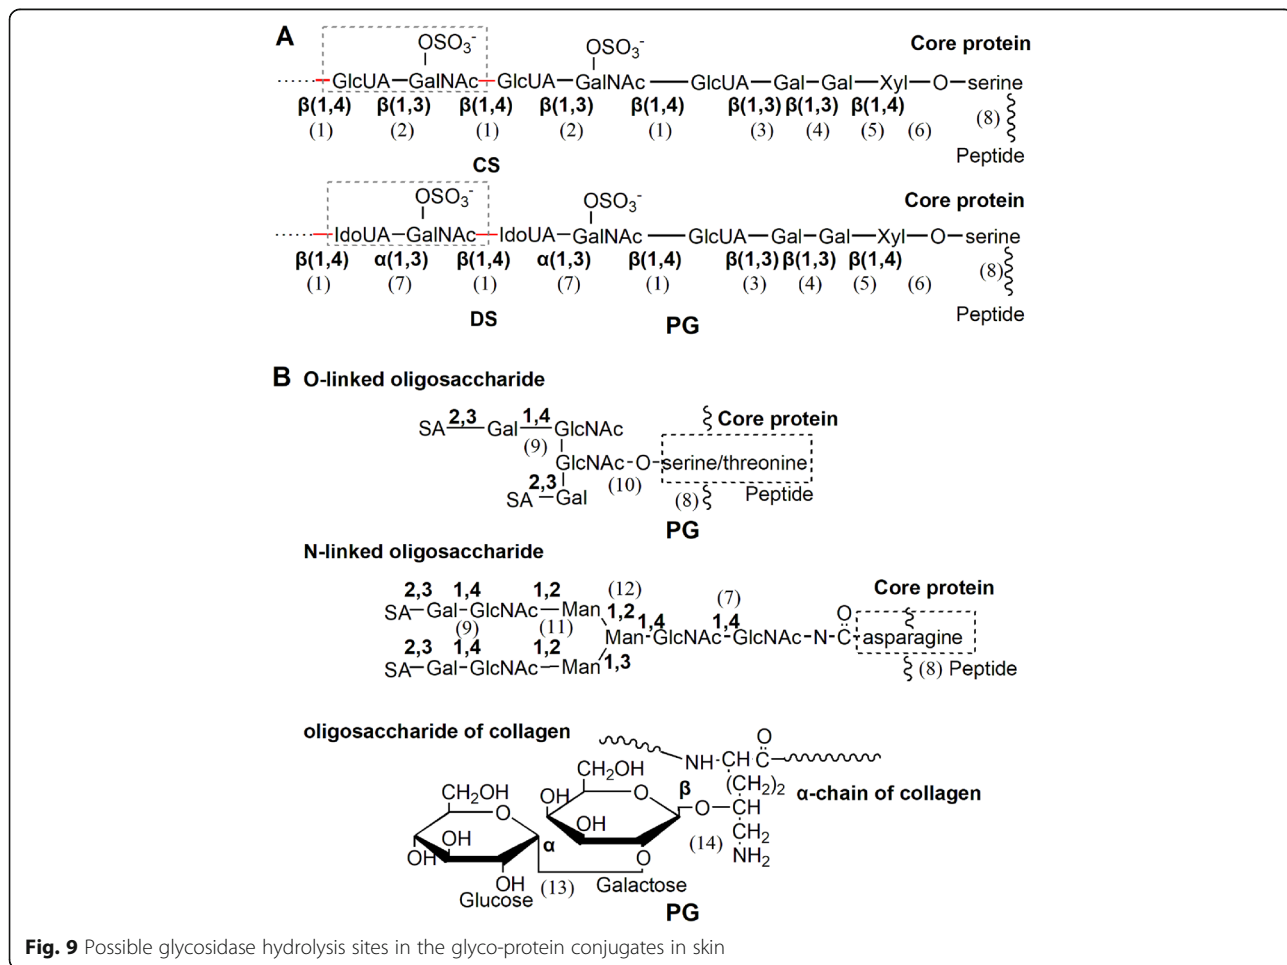 A
OSO3-
OSO3-
Core protein
GlcUA GalNAc GlcUA GalNAc GlcUA Gal Gal Xyl O serine
β(1,4) β(1,3) β(1,4) β(1,3) β(1,4) β(1,3) β(1,3) β(1,4)
(1) (2) (1) (2) (1) (3) (4) (5) (6) (8)
Peptide
CS
OSO3-
OSO3-
Core protein
IdoUA GalNAc IdoUA GalNAc GlcUA Gal Gal Xyl O serine
β(1,4) α(1,3) β(1,4) α(1,3) β(1,4) β(1,3) β(1,3) β(1,4)
(1) (7) (1) (7) (1) (3) (4) (5) (6) (8)
Peptide
DS
PG
B O-linked oligosaccharide
2,3 1,4 Core protein
SA Gal GlcNAc
(9)
GlcNAc-O-serine/threonine
2,3 (10)
SA Gal (8) Peptide
PG
N-linked oligosaccharide
2,3 1,4 1,2 (12) (7) Core protein
SA Gal GlcNAc Man 1,2 O
(9) (11) 1,4 1,4
Man GlcNAc GlcNAc N C asparagine
2,3 1,4 1,2
SA Gal GlcNAc Man 1,3 (8) Peptide
oligosaccharide of collagen
O
NH CH C
CH2OH (CH2)2 α-chain of collagen
CH2OH OH O β O CH
O OH CH2
OH α (14) NH2
OH O
OH (13) Galactose
Glucose
PG
Fig. 9 Possible glycosidase hydrolysis sites in the glyco-protein conjugates in skin